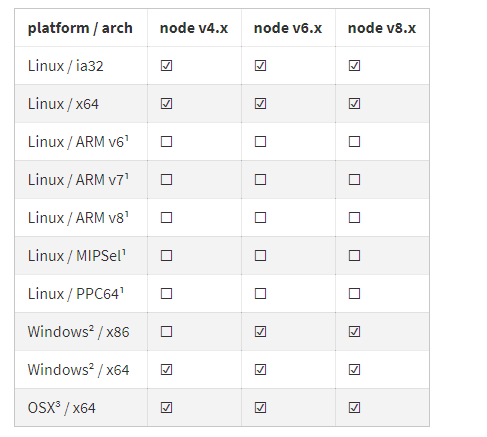 platform / arch node v4.x node v6.x node v8.x
Linux / ia32 ☑ ☑ ☑
Linux / x64 ☑ ☑ ☑
Linux / ARM v6¹ ☐ ☐ ☐
Linux / ARM v7¹ ☐ ☐ ☐
Linux / ARM v8¹ ☐ ☐ ☐
Linux / MIPSel¹ ☐ ☐ ☐
Linux / PPC64¹ ☐ ☐ ☐
Windows² / x86 ☐ ☑ ☑
Windows² / x64 ☑ ☑ ☑
OSX³ / x64 ☑ ☑ ☑